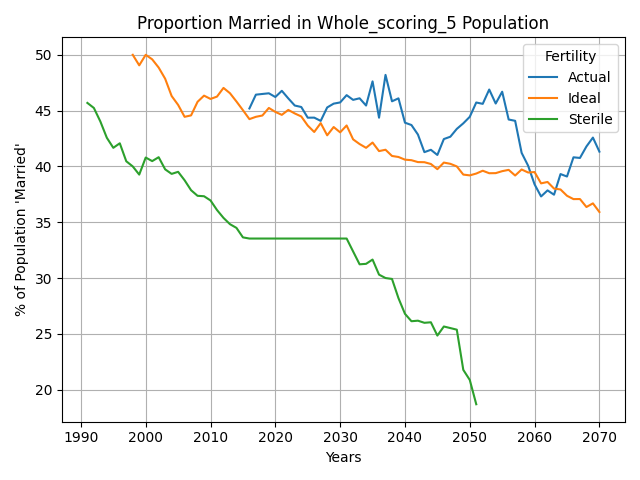 Proportion Married in Whole_scoring_5 Population
% of Population 'Married'
50
45
40
35
30
25
20
Fertility
Actual
Ideal
Sterile
1990 2000 2010 2020 2030 2040 2050 2060 2070
Years